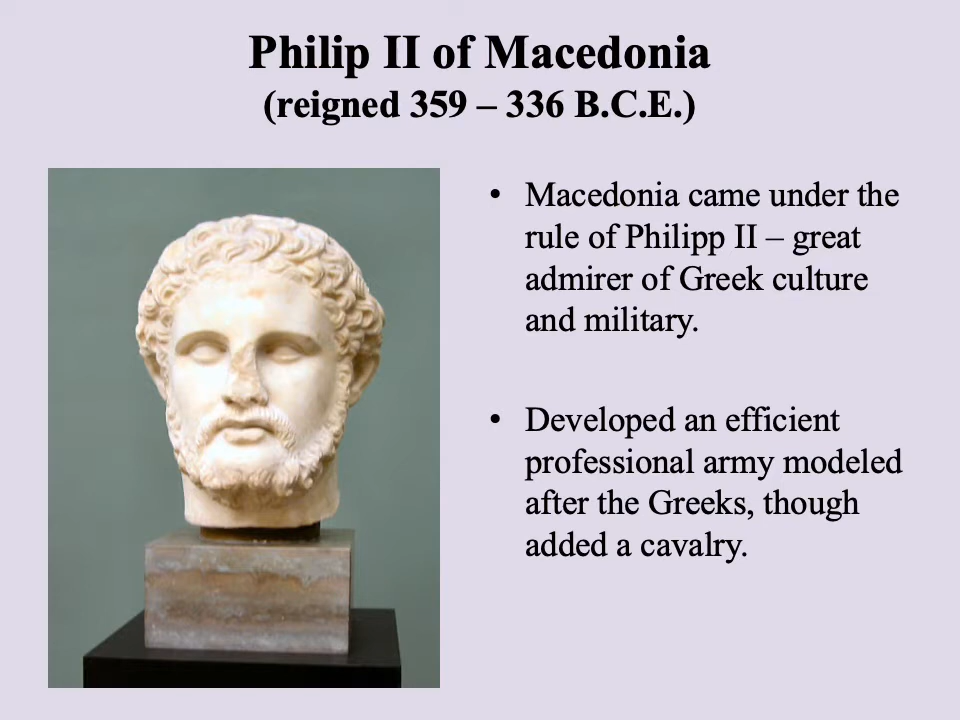 Philip II of Macedonia
(reigned 359 – 336 B.C.E.)
• Macedonia came under the
rule of Philipp II – great
admirer of Greek culture
and military.
• Developed an efficient
professional army modeled
after the Greeks, though
added a cavalry.